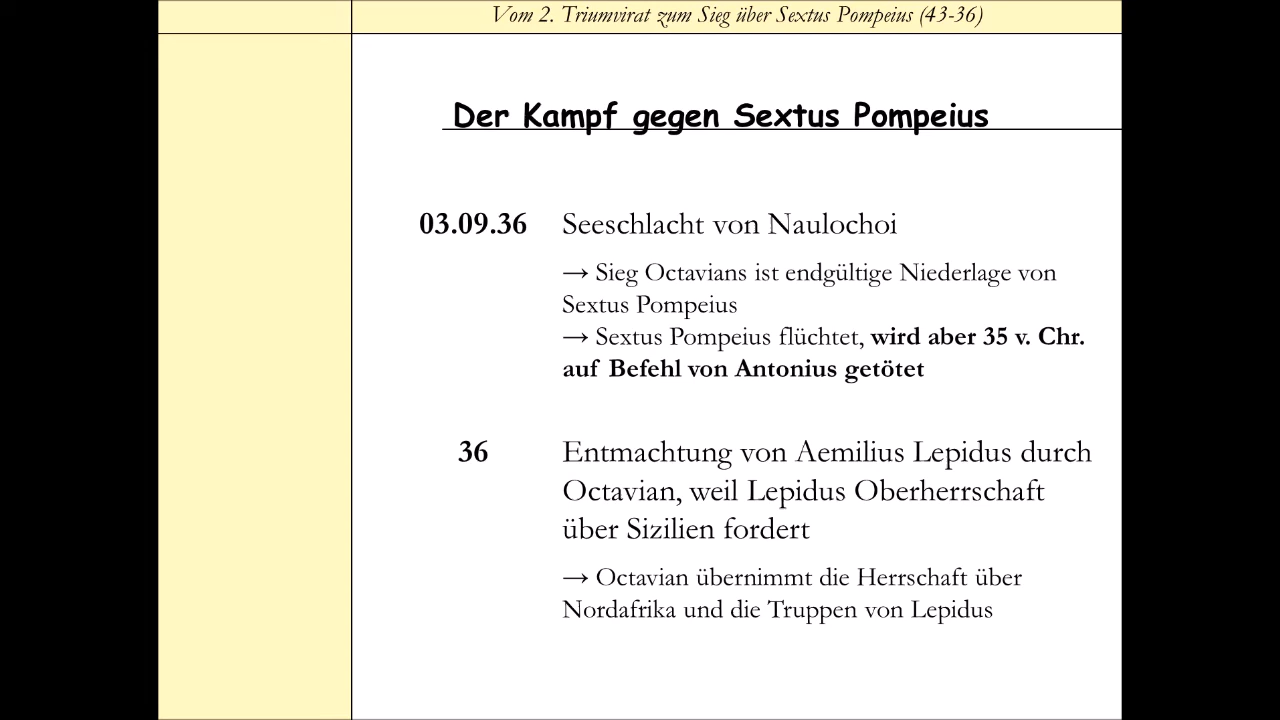 Vom 2. Triumvirat zum Sieg über Sextus Pompeius (43-36)
Der Kampf gegen Sextus Pompeius
03.09.36 Seeschlacht von Naulochoi
→ Sieg Octavians ist endgültige Niederlage von
Sextus Pompeius
→ Sextus Pompeius flüchtet, wird aber 35 v. Chr.
auf Befehl von Antonius getötet
36 Entmachtung von Aemilius Lepidus durch
Octavian, weil Lepidus Oberherrschaft
über Sizilien fordert
→ Octavian übernimmt die Herrschaft über
Nordafrika und die Truppen von Lepidus